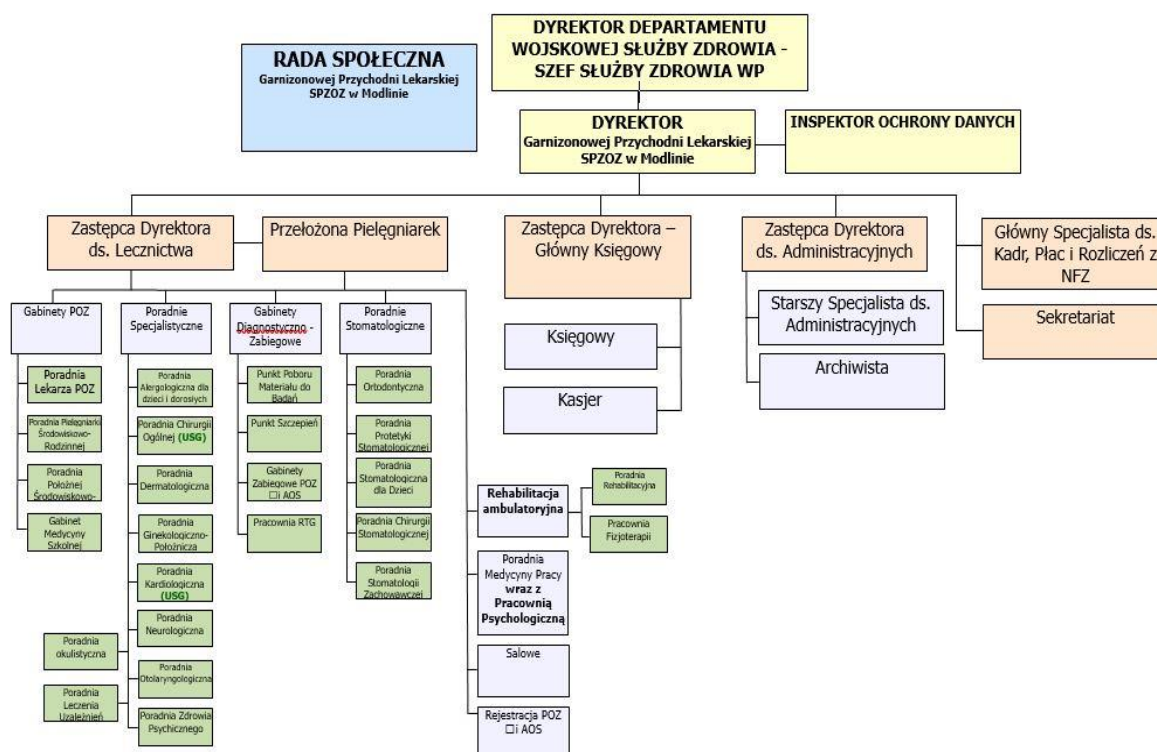 DYREKTOR DEPARTAMENTU
WOJSKOWEJ SŁUŻBY ZDROWIA -
SZEF SŁUŻBY ZDROWIA WP
RADA SPOŁECZNA
Garnizonowej Przychodni Lekarskiej
SPZOZ w Modlinie
DYREKTOR
Garnizonowej Przychodni Lekarskiej
SPZOZ w Modlinie
INSPEKTOR OCHRONY DANYCH
Zastępca Dyrektora
ds. Lecznictwa
Przełożona Pielęgniarek
Zastępca Dyrektora –
Główny Księgowy
Zastępca Dyrektora
ds. Administracyjnych
Główny Specjalista ds.
Kadr, Płac i Rozliczeń z
NFZ
Sekretariat
Starszy Specjalista ds.
Administracyjnych
Archiwista
Księgowy
Kasjer
Gabinety POZ
Poradnia
Lekarza POZ
Poradnia Pielęgniarki
Środowiskowo-
Rodzinnej
Poradnia
Położnej
Środowiskowo-
Gabinet
Medycyny
Szkolnej
Poradnie
Specjalistyczne
Poradnia
Alergologiczna dla
dzieci i dorosłych
Poradnia Chirurgii
Ogólnej (USG)
Poradnia
Dermatologiczna
Poradnia
Ginekologiczno-
Położnicza
Poradnia
Kardiologiczna
(USG)
Poradnia
Neurologiczna
Poradnia
okulistyczna
Poradnia
Otolaryngologiczna
Poradnia
Leczenia
Uzależnień
Poradnia Zdrowia
Psychicznego
Gabinety
Diagnostyczno -
Zabiegowe
Punkt Poboru
Materiału do
Badań
Punkt Szczepień
Gabinety
Zabiegowe POZ
□i AOS
Pracownia RTG
Poradnie
Stomatologiczne
Poradnia
Ortodontyczna
Poradnia
Protetyki
Stomatologicznej
Poradnia
Stomatologiczna
dla Dzieci
Poradnia Chirurgii
Stomatologicznej
Poradnia
Stomatologii
Zachowawczej
Rehabilitacja
ambulatoryjna
Poradnia
Rehabilitacyjna
Pracownia
Fizjoterapii
Poradnia
Medycyny Pracy
wraz z
Pracownią
Psychologiczną
Salowe
Rejestracja POZ
□i AOS